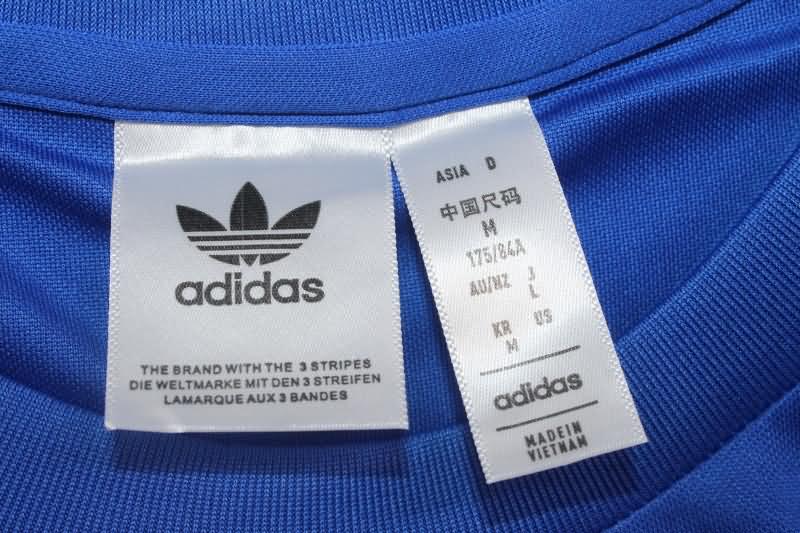 adidas
THE BRAND WITH THE 3 STRIPES
DIE WELTMARKE MIT DEN 3 STREIFEN
LAMARQUE AUX 3 BANDES
ASIA D
中国尺码
M
175/84A
AU/NZ J
L
KR US
M
adidas
MADE IN
VIETNAM